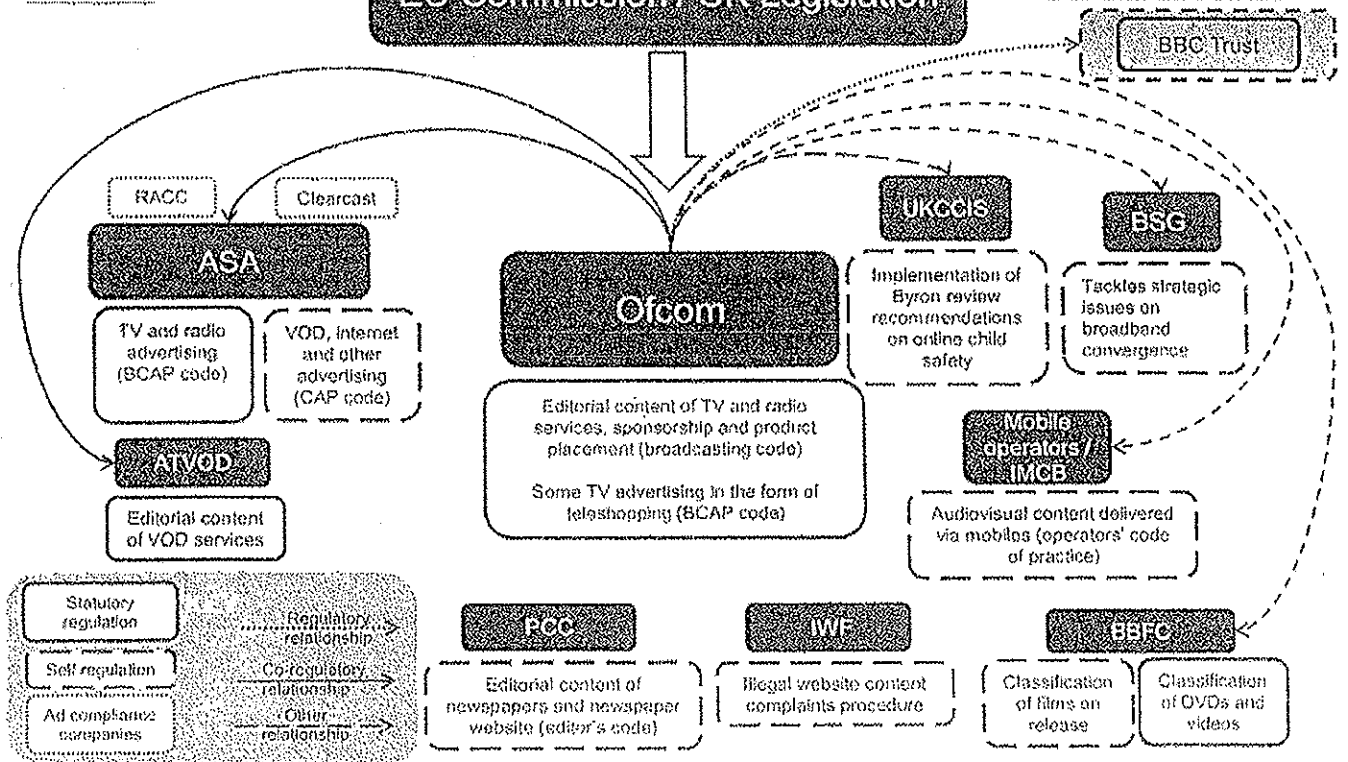 EC Commission / UK Legislation
BBC Trust
RACC
Clearcast
ASA
TV and radio
advertising
(BCAP code)
VOD, Internet
and other
advertising
(CAP code)
ATVOD
Editorial content
of VOD services
Ofcom
Editorial content of TV and radio
services, sponsorship and product
placement (broadcasting code)
Some TV advertising in the form of
teleshopping (BCAP code)
UKCCIS
Implementation of
Byron review
recommendations
on online child
safety
BSG
Tackles strategic
issues on
broadband
convergence
Mobile
operators /
IMCB
Audiovisual content delivered
via mobiles (operators' code
of practice)
Statutory
regulation
Self regulation
Ad compliance
companies
Regulatory
relationship
Co-regulatory
relationship
Other
relationship
PCC
Editorial content of
newspapers and newspaper
website (editor's code)
IWF
Illegal website content
complaints procedure
BBFC
Classification
of films on
release
Classification
of DVDs and
videos